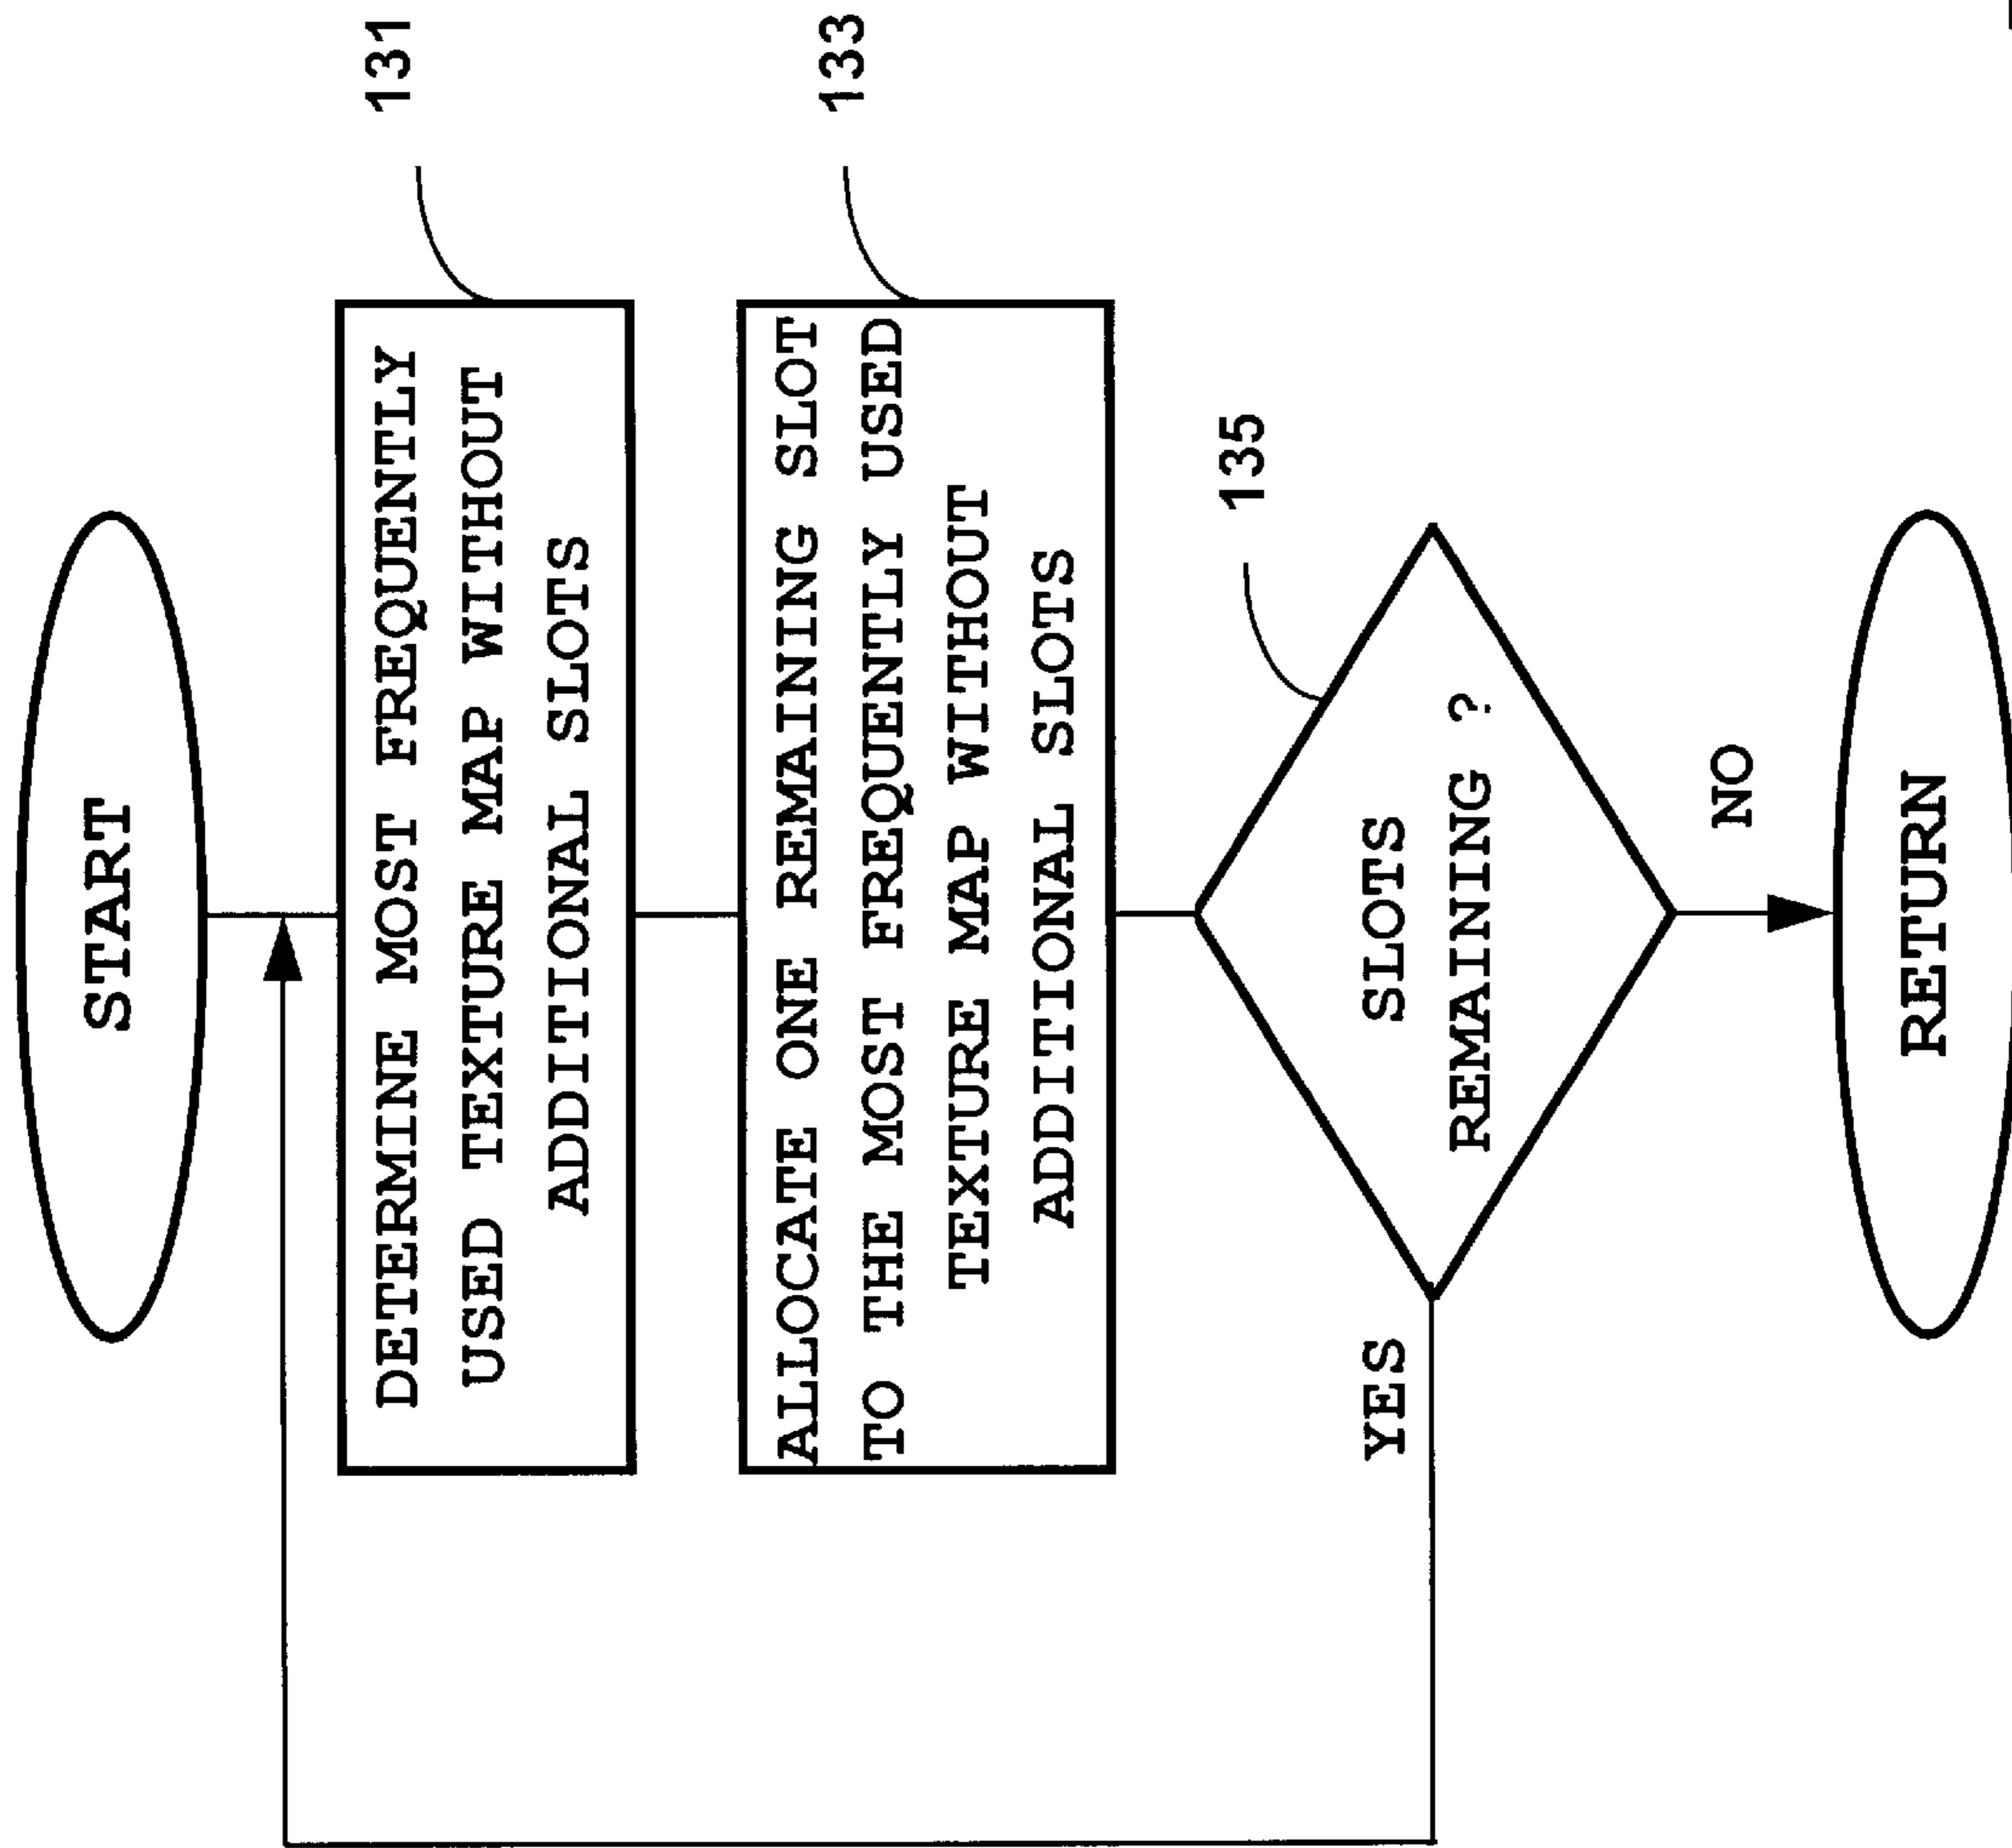 START
131
DETERMINE MOST FREQUENTLY
USED TEXTURE MAP WITHOUT
ADDITIONAL SLOTS
133
ALLOCATE ONE REMAINING SLOT
TO THE MOST FREQUENTLY USED
TEXTURE MAP WITHOUT
ADDITIONAL SLOTS
135
SLOTS
REMAINING ?
YES
NO
RETURN